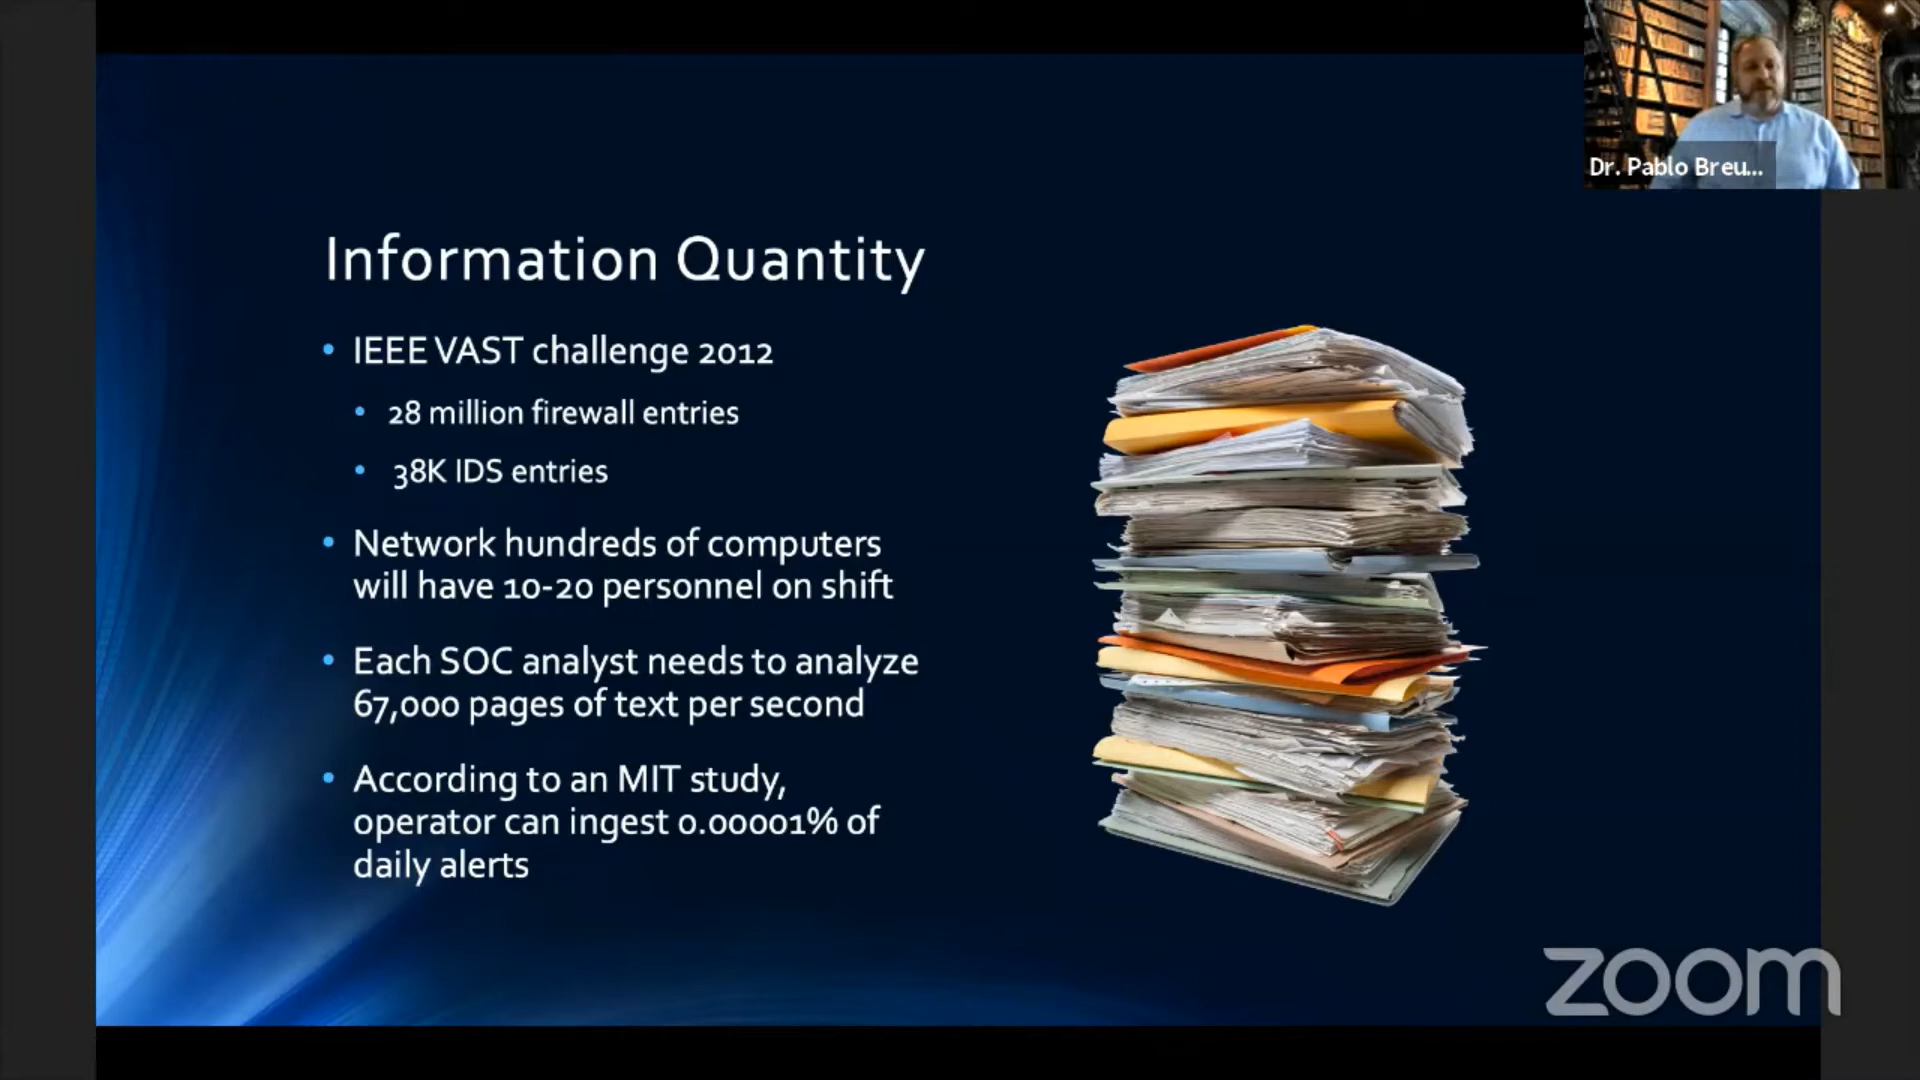 Dr. Pablo Breu...
Information Quantity
• IEEE VAST challenge 2012
• 28 million firewall entries
• 38K IDS entries
• Network hundreds of computers
will have 10-20 personnel on shift
• Each SOC analyst needs to analyze
67,000 pages of text per second
• According to an MIT study,
operator can ingest 0.00001% of
daily alerts
zoom